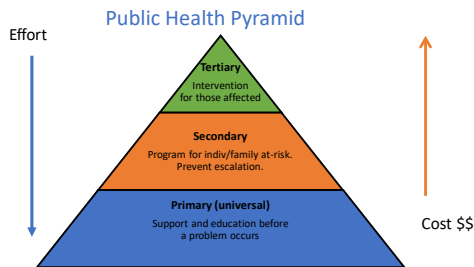 Public Health Pyramid
Effort
Tertiary
Intervention
for those affected
Secondary
Program for indiv/family at-risk.
Prevent escalation.
Primary (universal)
Support and education before
a problem occurs
Cost $$